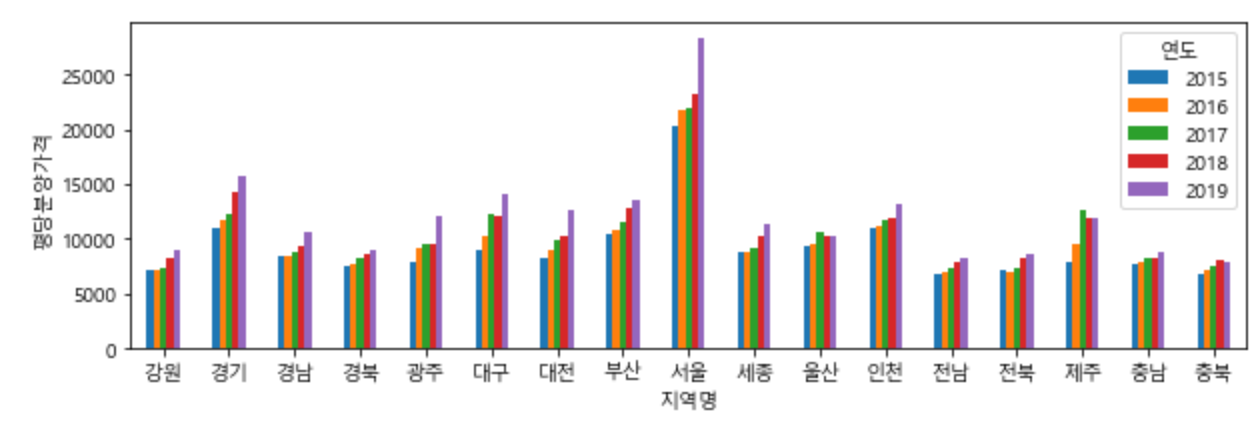 연도
2015
2016
2017
2018
2019
평당분양가격
25000
20000
15000
10000
5000
0
강원 경기 경남 경북 광주 대구 대전 부산 서울 세종 울산 인천 전남 전북 제주 충남 충북
지역명